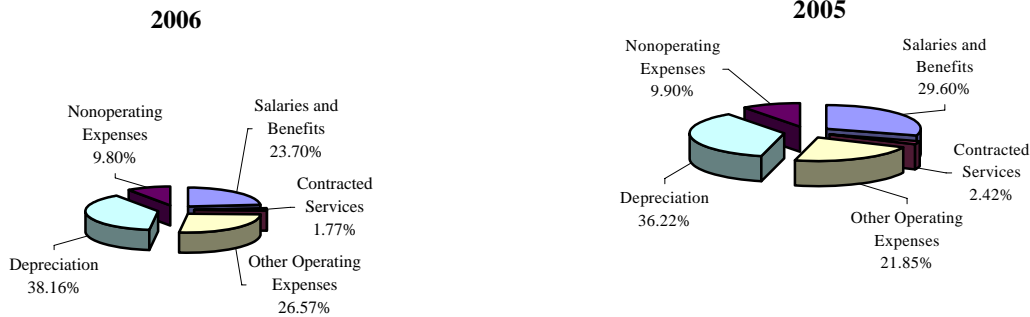 2006
Nonoperating
Expenses
9.80%
Salaries and
Benefits
23.70%
Contracted
Services
1.77%
Other Operating
Expenses
26.57%
Depreciation
38.16%
2005
Nonoperating
Expenses
9.90%
Salaries and
Benefits
29.60%
Contracted
Services
2.42%
Other Operating
Expenses
21.85%
Depreciation
36.22%